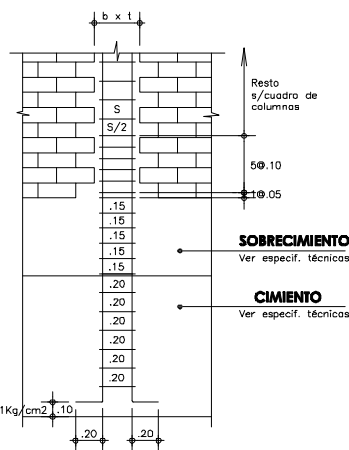 b x t
Resto
s/cuadro de
columnas
S
S/2
5@.10
1@.05
.15
.15
.15
.15
.15
SOBRECIMIENTO
Ver especif. técnicas
.20
.20
.20
.20
.20
.20
CIMIENTO
Ver especif. técnicas
1Kg/cm2
.10
.20
.20